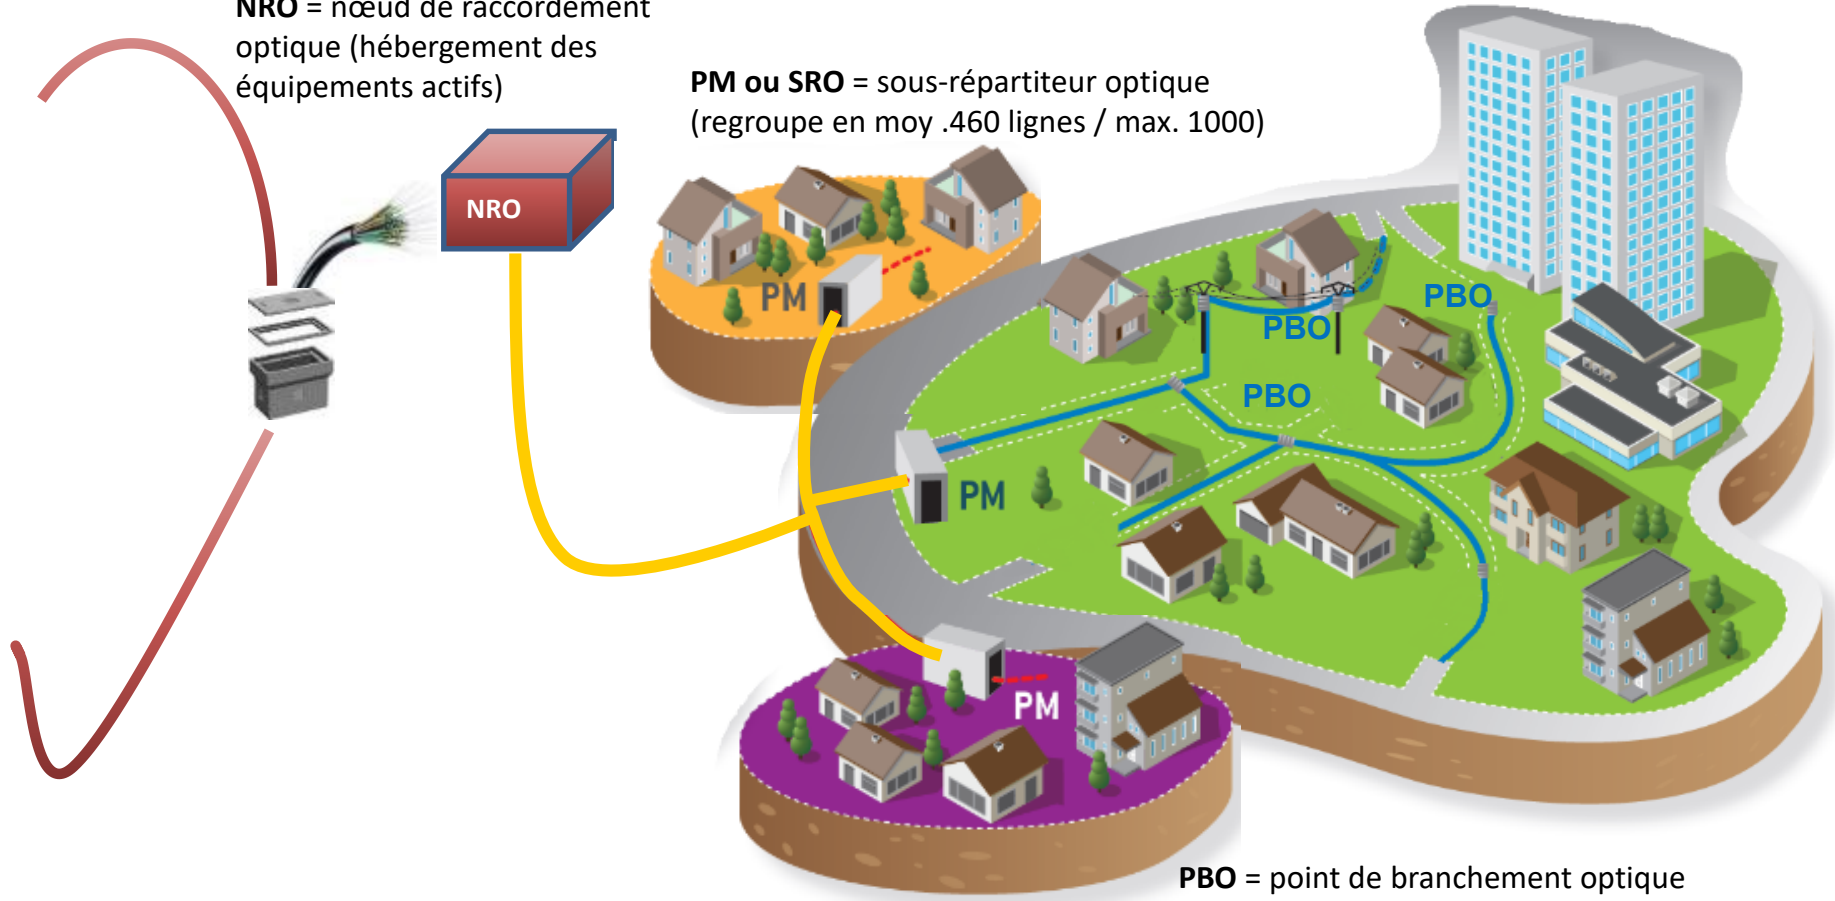 NRO = nœud de raccordement
optique (hébergement des
équipements actifs)
PM ou SRO = sous-répartiteur optique
(regroupe en moy .460 lignes / max. 1000)
NRO
PM
PBO
PBO
PBO
PM
PM
PBO = point de branchement optique